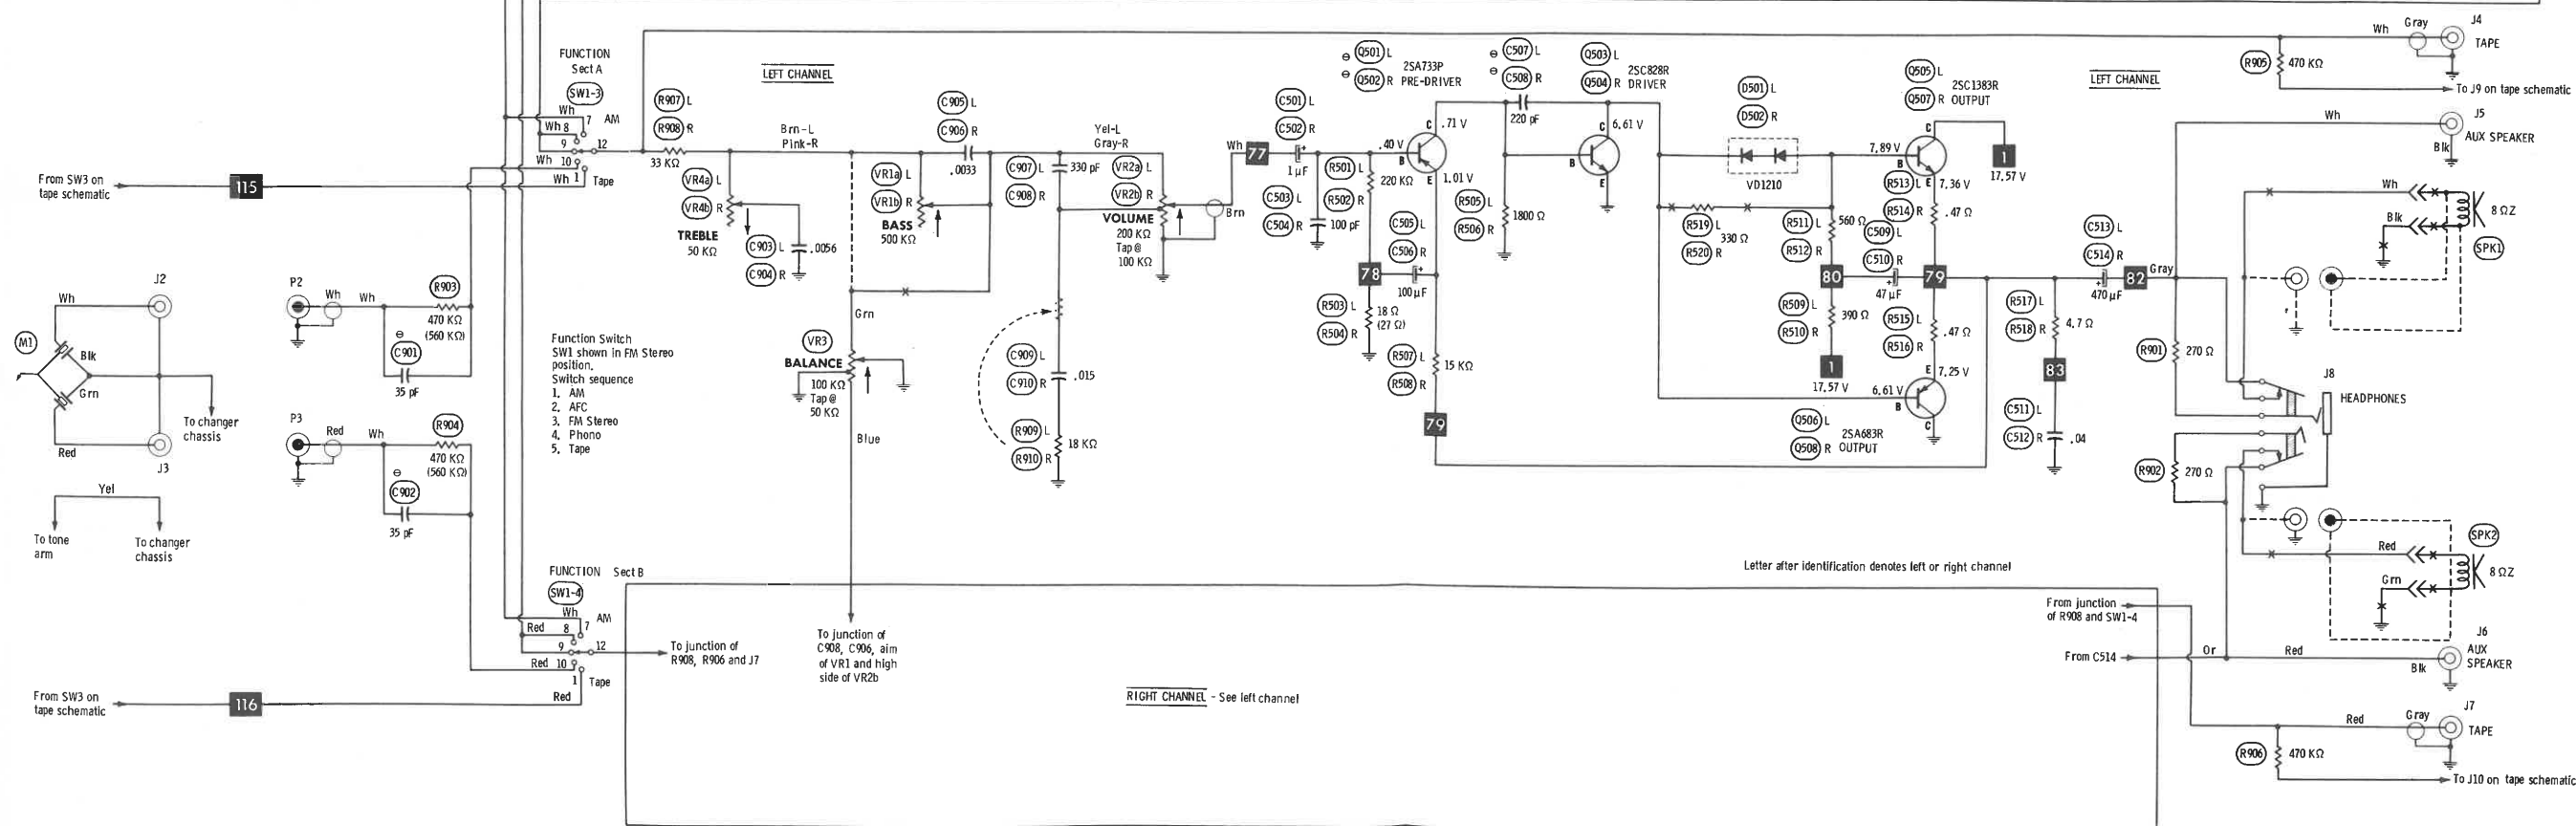 FUNCTION
Sect A
SW1-3
Wh
7 AM
Wh 8
9
12
Wh 10
Wh 1 Tape
From SW3 on
tape schematic
115
LEFT CHANNEL
R907 L
R908 R
33 KΩ
Brn-L
Pink-R
VR4a L
VR4b R
TREBLE
50 KΩ
C903 L
C904 R
.0056
VR1a L
VR1b R
BASS
500 KΩ
C905 L
C906 R
.0033
Yel-L
Gray-R
C907 L
C908 R
330 pF
VR2a L
VR2b R
VOLUME
200 KΩ
Tap @
100 KΩ
Brn
Wh
77
C501 L
C502 R
1 µF
C503 L
C504 R
100 pF
Q501 L
Q502 R
2SA733P
PRE-DRIVER
.40 V
B
C
.71 V
E
1.01 V
R501 L
R502 R
220 KΩ
78
C505 L
C506 R
100 µF
R503 L
R504 R
18 Ω
(27 Ω)
R507 L
R508 R
15 KΩ
79
C507 L
C508 R
220 pF
R505 L
R506 R
1800 Ω
Q503 L
Q504 R
2SC828R
DRIVER
C
6.61 V
B
E
D501 L
D502 R
VD1210
R519 L
R520 R
330 Ω
R511 L
R512 R
560 Ω
80
C509 L
C510 R
47 µF
R509 L
R510 R
390 Ω
1
17.57 V
Q505 L
Q507 R
2SC1383R
OUTPUT
7.89 V
B
C
E
7.36 V
1
17.57 V
R513 L
R514 R
.47 Ω
79
R515 L
R516 R
.47 Ω
E
7.25 V
6.61 V
B
C
Q506 L
Q508 R
2SA683R
OUTPUT
LEFT CHANNEL
C513 L
C514 R
470 µF
82
Gray
R517 L
R518 R
4.7 Ω
83
C511 L
C512 R
.04
R905
470 KΩ
Wh
Gray
J4
TAPE
To J9 on tape schematic
Wh
J5
AUX SPEAKER
Blk
Wh
Blk
8 ΩZ
SPK1
R901
270 Ω
J8
HEADPHONES
R902
270 Ω
SPK2
Red
Grn
8 ΩZ
J2
Wh
M1
Blk
Grn
Red
J3
To changer
chassis
Yel
To tone
arm
To changer
chassis
P2
Wh
Wh
R903
470 KΩ
(560 KΩ)
C901
35 pF
P3
Red
Wh
R904
470 KΩ
(560 KΩ)
C902
35 pF
Function Switch
SW1 shown in FM Stereo
position.
Switch sequence
1. AM
2. AFC
3. FM Stereo
4. Phono
5. Tape
Grn
VR3
BALANCE
100 KΩ
Tap @
50 KΩ
Blue
C909 L
C910 R
.015
R909 L
R910 R
18 KΩ
FUNCTION Sect B
SW1-4
Wh
7 AM
Red 8
9
12
Red 10
1 Tape
Red
From SW3 on
tape schematic
116
To junction of
R908, R906 and J7
To junction of
C908, C906, aim
of VR1 and high
side of VR2b
RIGHT CHANNEL - See left channel
Letter after identification denotes left or right channel
From junction
of R908 and SW1-4
From C514
Or
Red
Blk
J6
AUX
SPEAKER
Red
Gray
J7
TAPE
R906
470 KΩ
To J10 on tape schematic